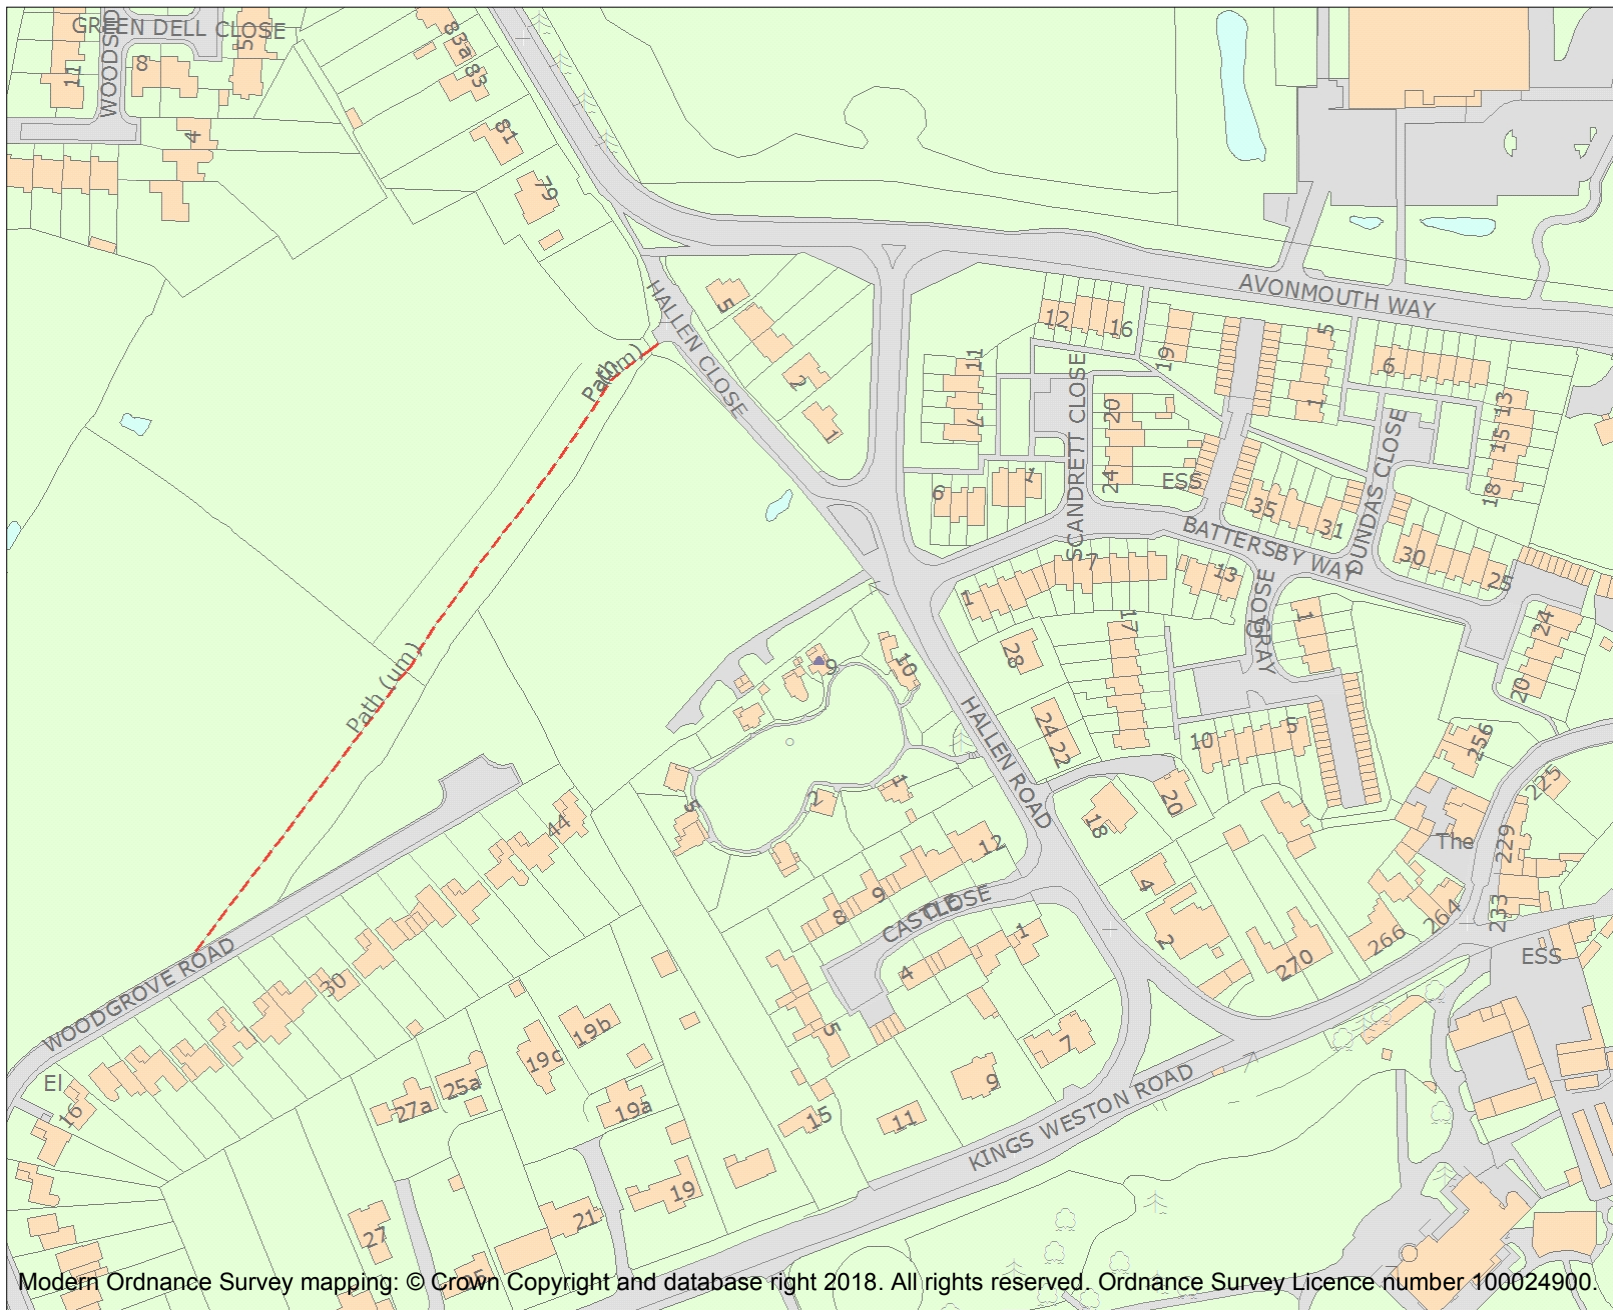 GREEN DELL CLOSE
WOODS
11
8
5
4
83a
83
81
79
HALLEN CLOSE
5
2
1
AVONMOUTH WAY
12
16
19
5
1
6
13
15
18
11
7
SCANDRETT CLOSE
20
24
ESS
6
1
35
31
DUNDAS CLOSE
BATTERSBY WAY
30
25
24
20
Path
Path (um)
1
7
13
17
CLOSE
GRAY
1
28
24
22
10
5
9
10
HALLEN ROAD
5
2
1
12
9
8
CASTLE
CLOSE
1
4
5
18
20
4
2
270
266
264
The
256
225
229
233
ESS
44
30
WOODGROVE ROAD
El
16
27a
25a
19c
19b
19a
19
21
27
15
11
9
7
KINGS WESTON ROAD
Modern Ordnance Survey mapping: © Crown Copyright and database right 2018. All rights reserved. Ordnance Survey Licence number 100024900.